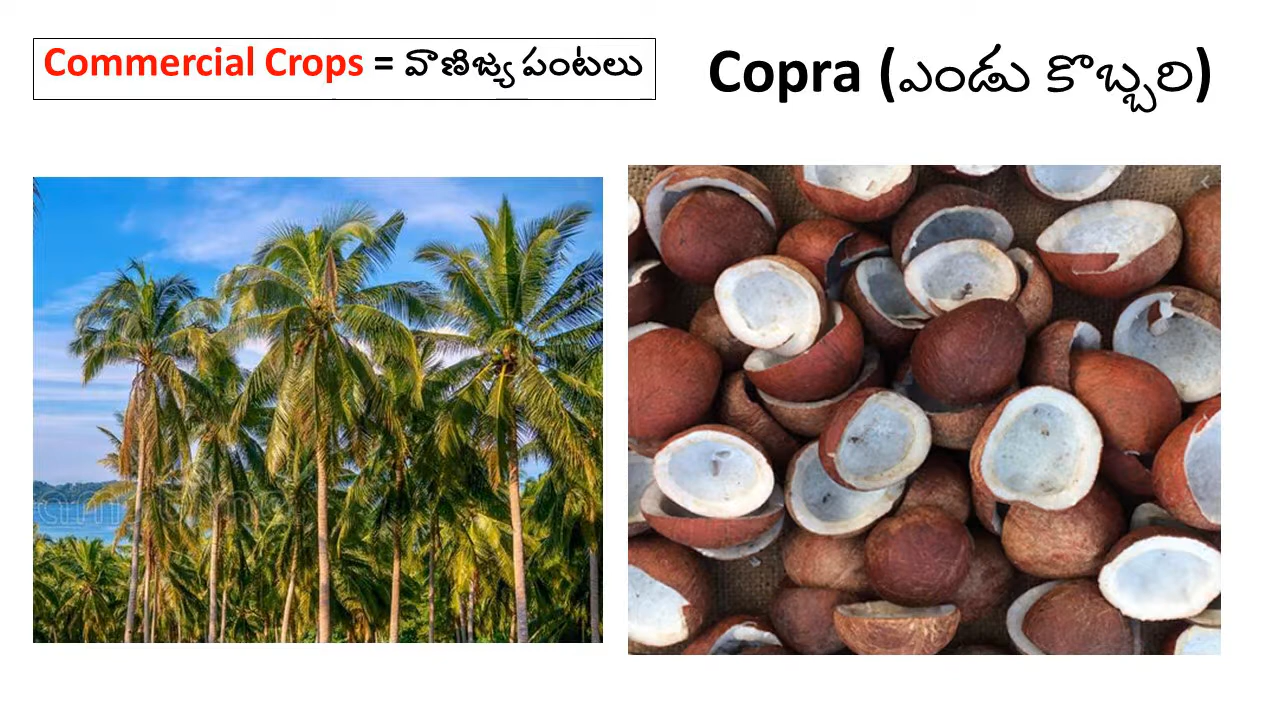 Commercial Crops = వాణిజ్య పంటలు
Copra (ఎండు కొబ్బరి)